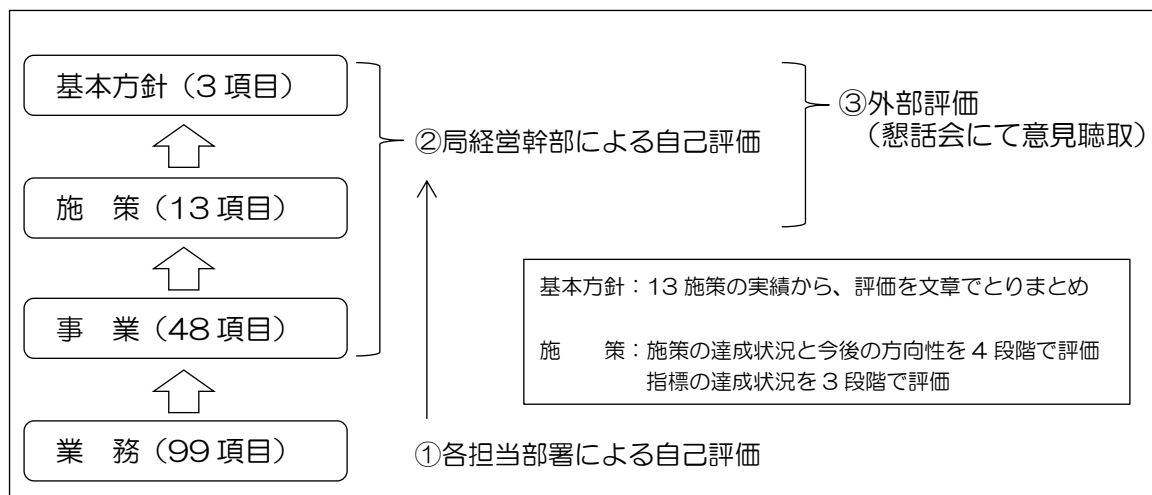 基本方針（3項目）
施　策（13項目）
事　業（48項目）
業　務（99項目）
②局経営幹部による自己評価
①各担当部署による自己評価
③外部評価
（懇話会にて意見聴取）
基本方針：13施策の実績から、評価を文章でとりまとめ
施　　策：施策の達成状況と今後の方向性を4段階で評価
指標の達成状況を3段階で評価